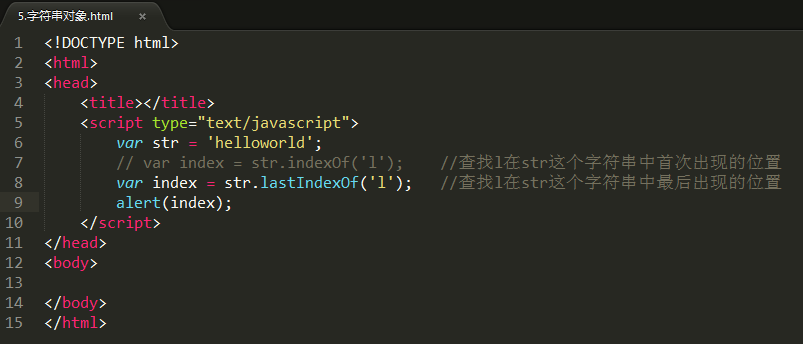 5.字符串对象.html ×
1 <!DOCTYPE html>
2 <html>
3 <head>
4     <title></title>
5     <script type="text/javascript">
6         var str = 'helloworld';
7         // var index = str.indexOf('l');    //查找l在str这个字符串中首次出现的位置
8         var index = str.lastIndexOf('l');   //查找l在str这个字符串中最后出现的位置
9         alert(index);
10     </script>
11 </head>
12 <body>
13
14 </body>
15 </html>